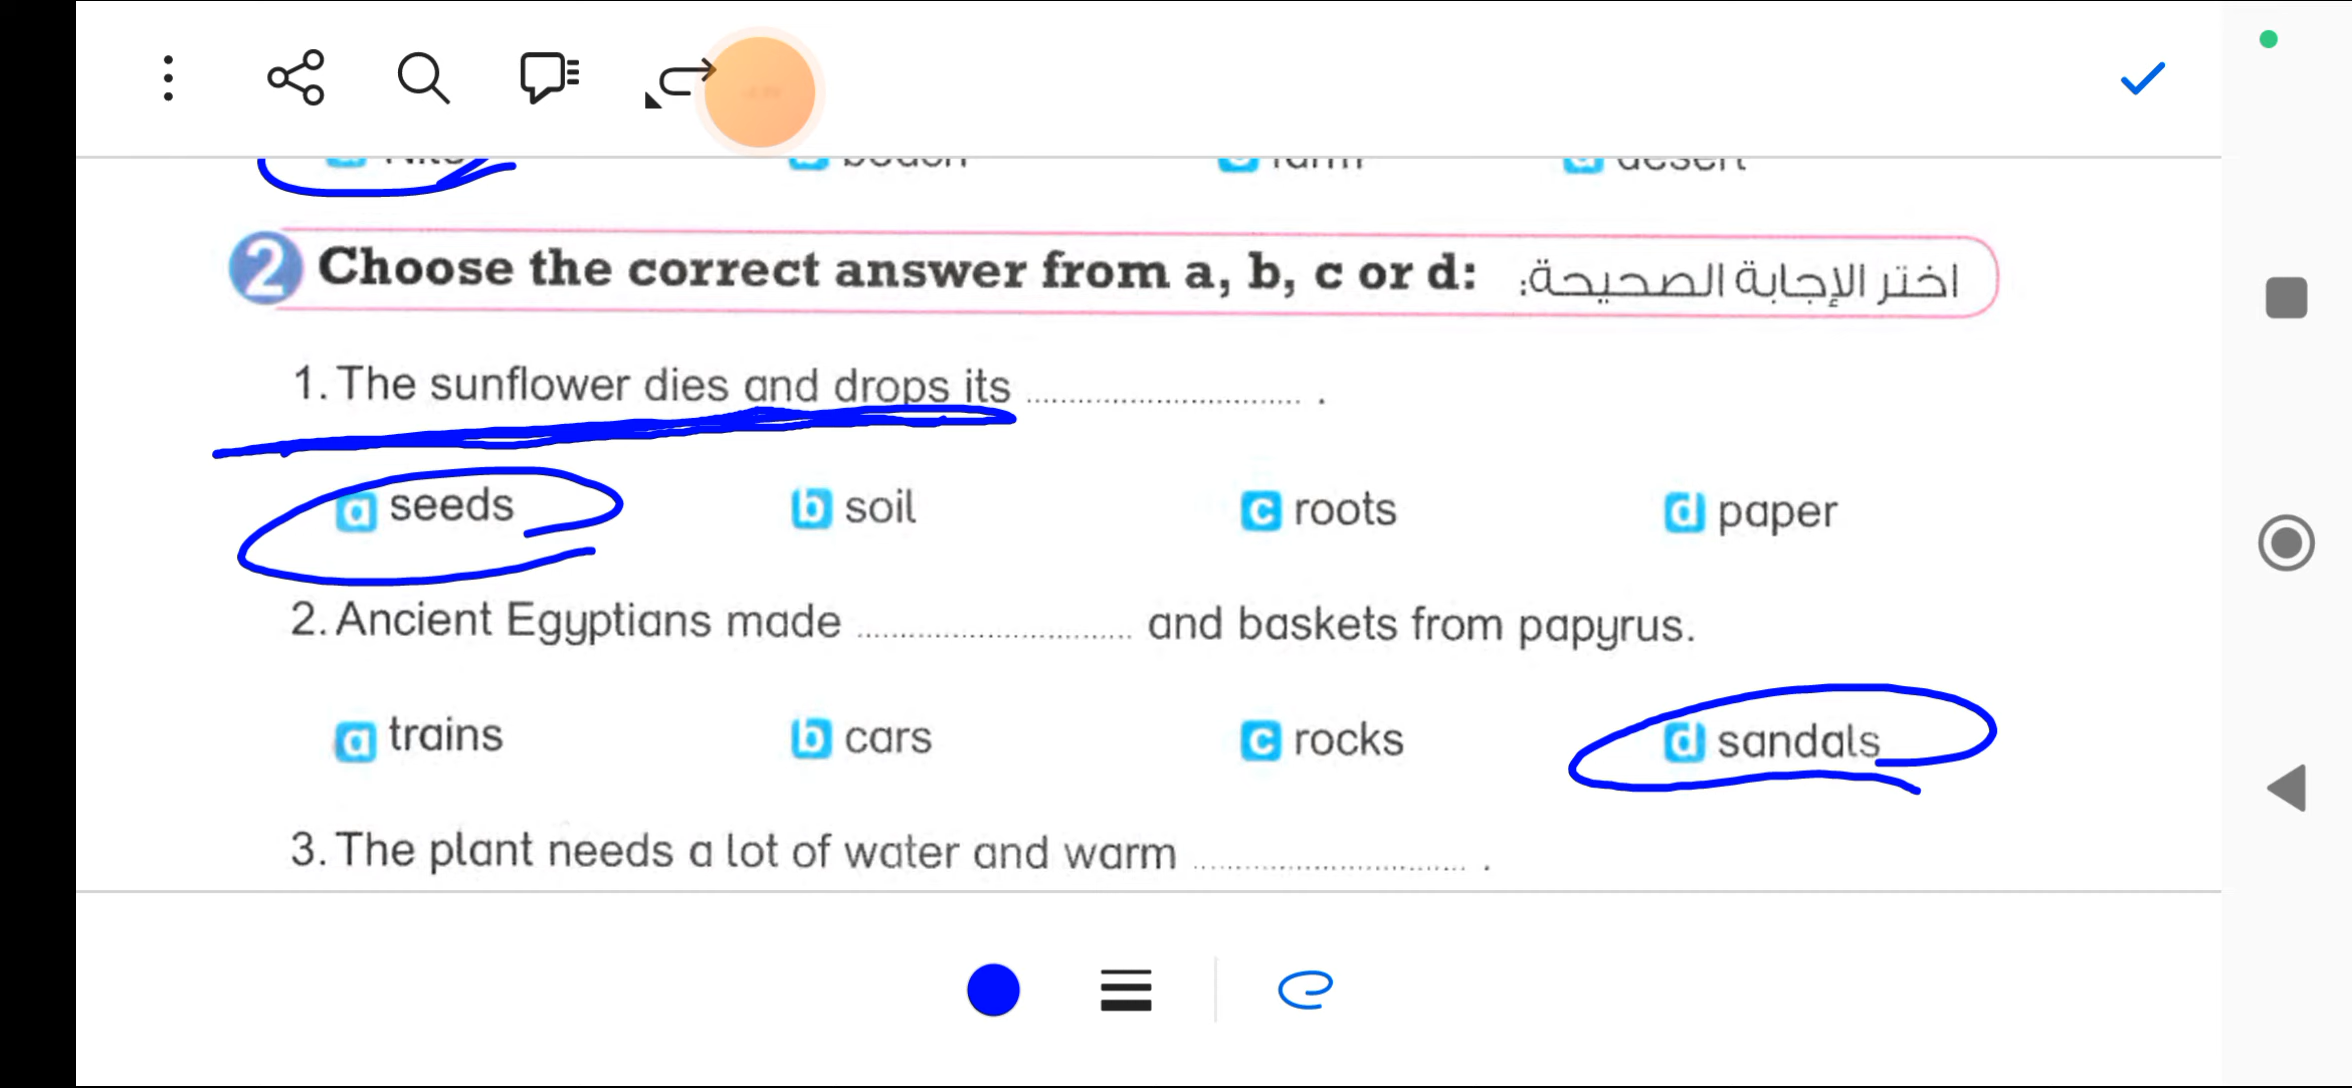 2 Choose the correct answer from a, b, c or d: اختر الإجابة الصحيحة:
1. The sunflower dies and drops its .............................. .
a seeds b soil c roots d paper
2. Ancient Egyptians made .............................. and baskets from papyrus.
a trains b cars c rocks d sandals
3. The plant needs a lot of water and warm .............................. .